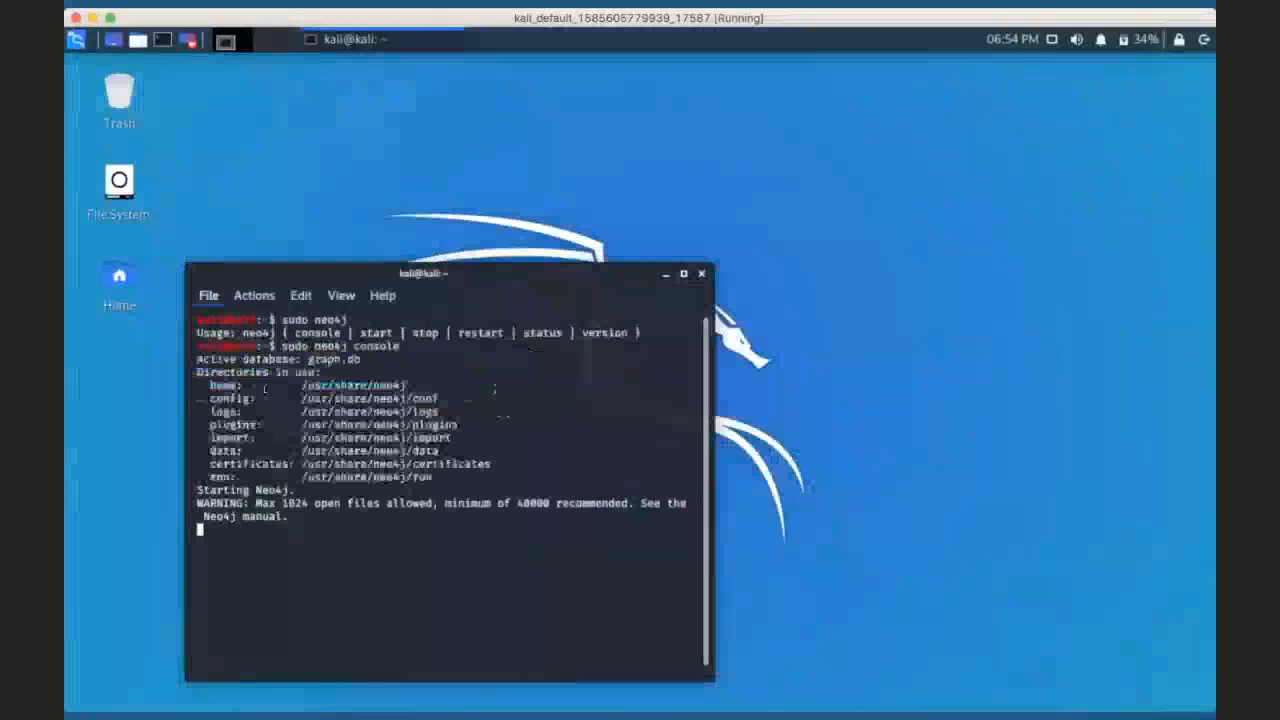 kali_default_1585605779939_17587 [Running]
kali@kali: ~
06:54 PM
34%
Trash
File System
Home
kali@kali: ~
File Actions Edit View Help
kali@kali:~$ sudo neo4j
Usage: neo4j { console | start | stop | restart | status | version }
kali@kali:~$ sudo neo4j console
Active database: graph.db
Directories in use:
home: /usr/share/neo4j
config: /usr/share/neo4j/conf
logs: /usr/share/neo4j/logs
plugins: /usr/share/neo4j/plugins
import: /usr/share/neo4j/import
data: /usr/share/neo4j/data
certificates: /usr/share/neo4j/certificates
run: /usr/share/neo4j/run
Starting Neo4j.
WARNING: Max 1024 open files allowed, minimum of 40000 recommended. See the
Neo4j manual.